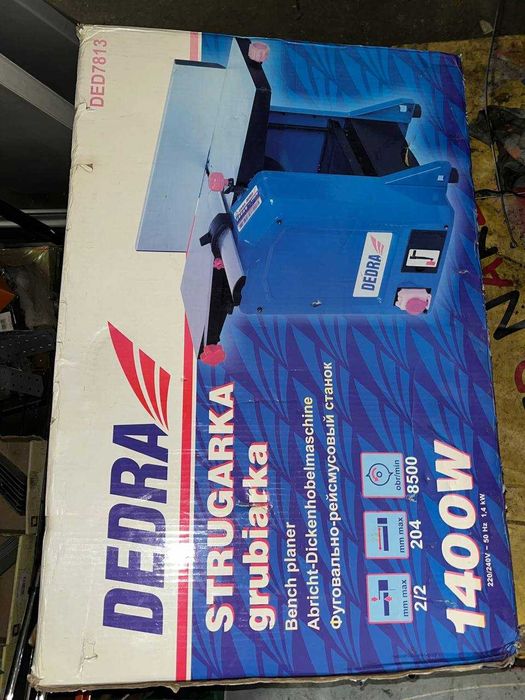 DED7813
DEDRA
DEDRA
STRUGARKA
grubiarka
Bench planer
Abricht-Dickenhobelmaschine
Фуговально-рейсмусовый станок
mm max
2/2
mm max
204
obr/min
8500
1400W
220/240V ~ 50 Hz 1,4 kW